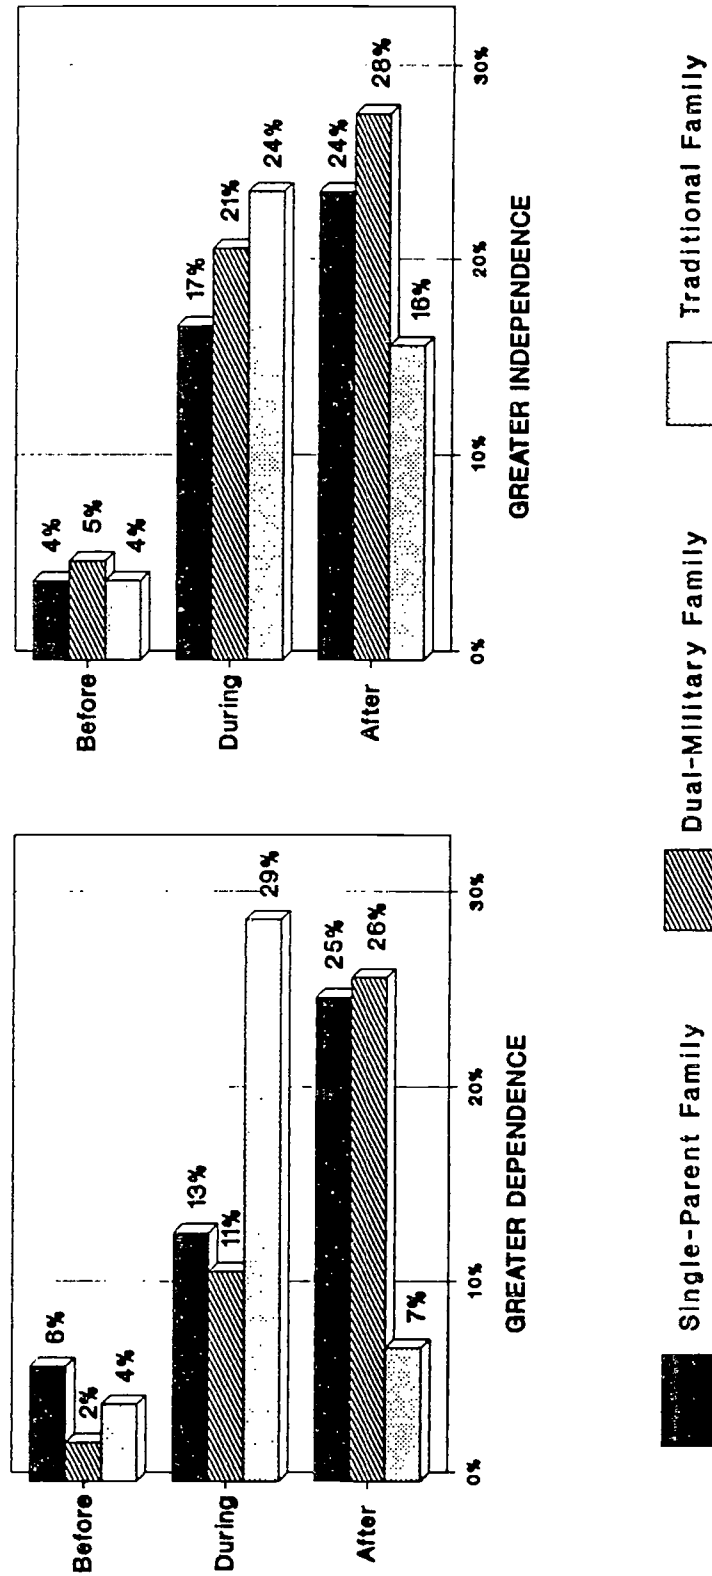 Before
During
After
6%
2%
4%
13%
11%
29%
25%
26%
7%
0%
10%
20%
30%
GREATER DEPENDENCE
Before
During
After
4%
5%
4%
17%
21%
24%
24%
28%
16%
0%
10%
20%
30%
GREATER INDEPENDENCE
Single-Parent Family
Dual-Military Family
Traditional Family